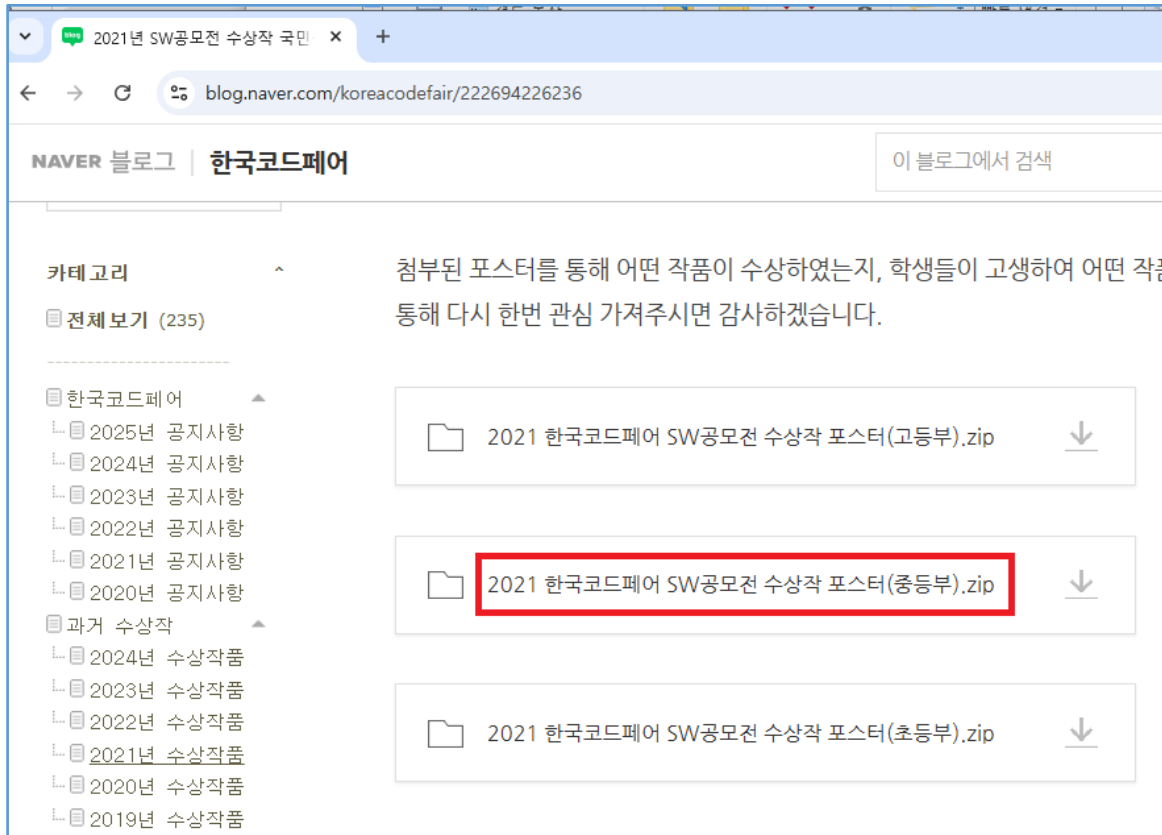 2021년 SW공모전 수상작 국민
blog.naver.com/koreacodefair/222694226236
NAVER 블로그 | 한국코드페어
이 블로그에서 검색
카테고리
전체보기 (235)
한국코드페어
2025년 공지사항
2024년 공지사항
2023년 공지사항
2022년 공지사항
2021년 공지사항
2020년 공지사항
과거 수상작
2024년 수상작품
2023년 수상작품
2022년 수상작품
2021년 수상작품
2020년 수상작품
2019년 수상작품
첨부된 포스터를 통해 어떤 작품이 수상하였는지, 학생들이 고생하여 어떤
통해 다시 한번 관심 가져주시면 감사하겠습니다.
2021 한국코드페어 SW공모전 수상작 포스터(고등부).zip
2021 한국코드페어 SW공모전 수상작 포스터(중등부).zip
2021 한국코드페어 SW공모전 수상작 포스터(초등부).zip